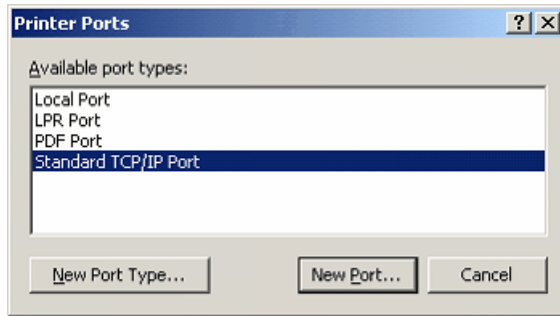 Printer Ports
Available port types:
Local Port
LPR Port
PDF Port
Standard TCP/IP Port
New Port Type... New Port... Cancel